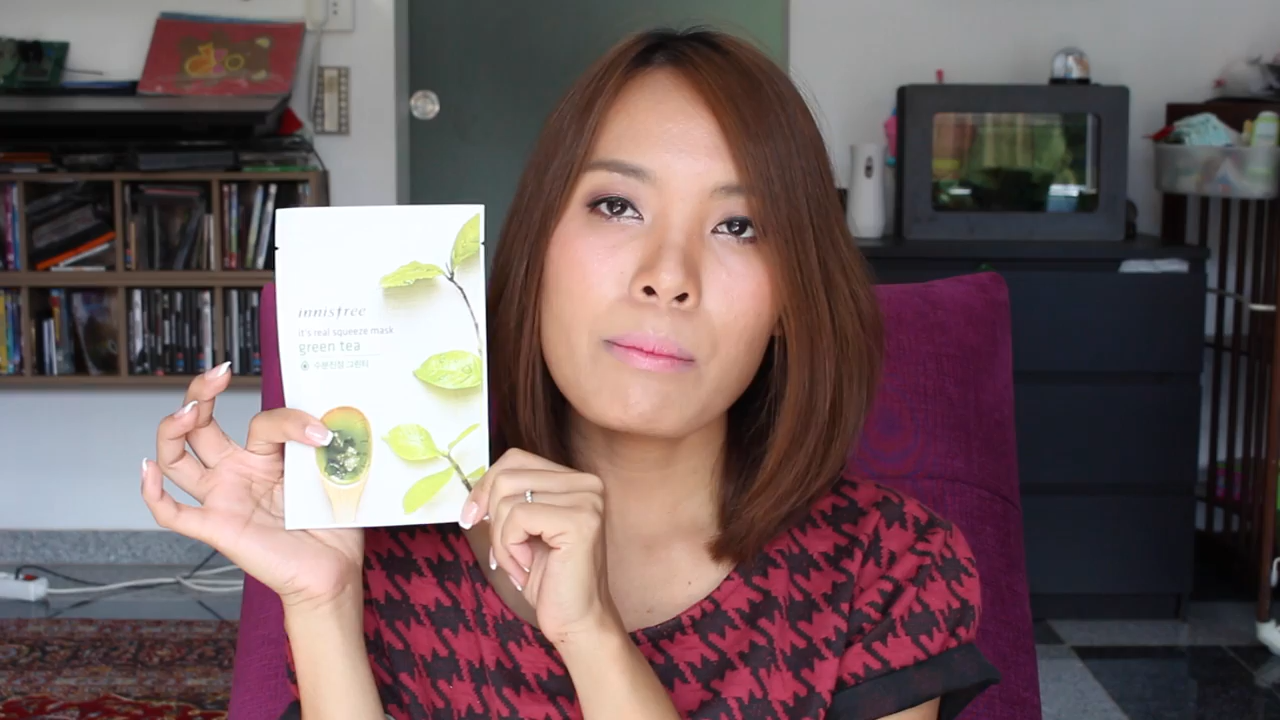 innisfree
it's real squeeze mask
green tea
수분진정 그린티